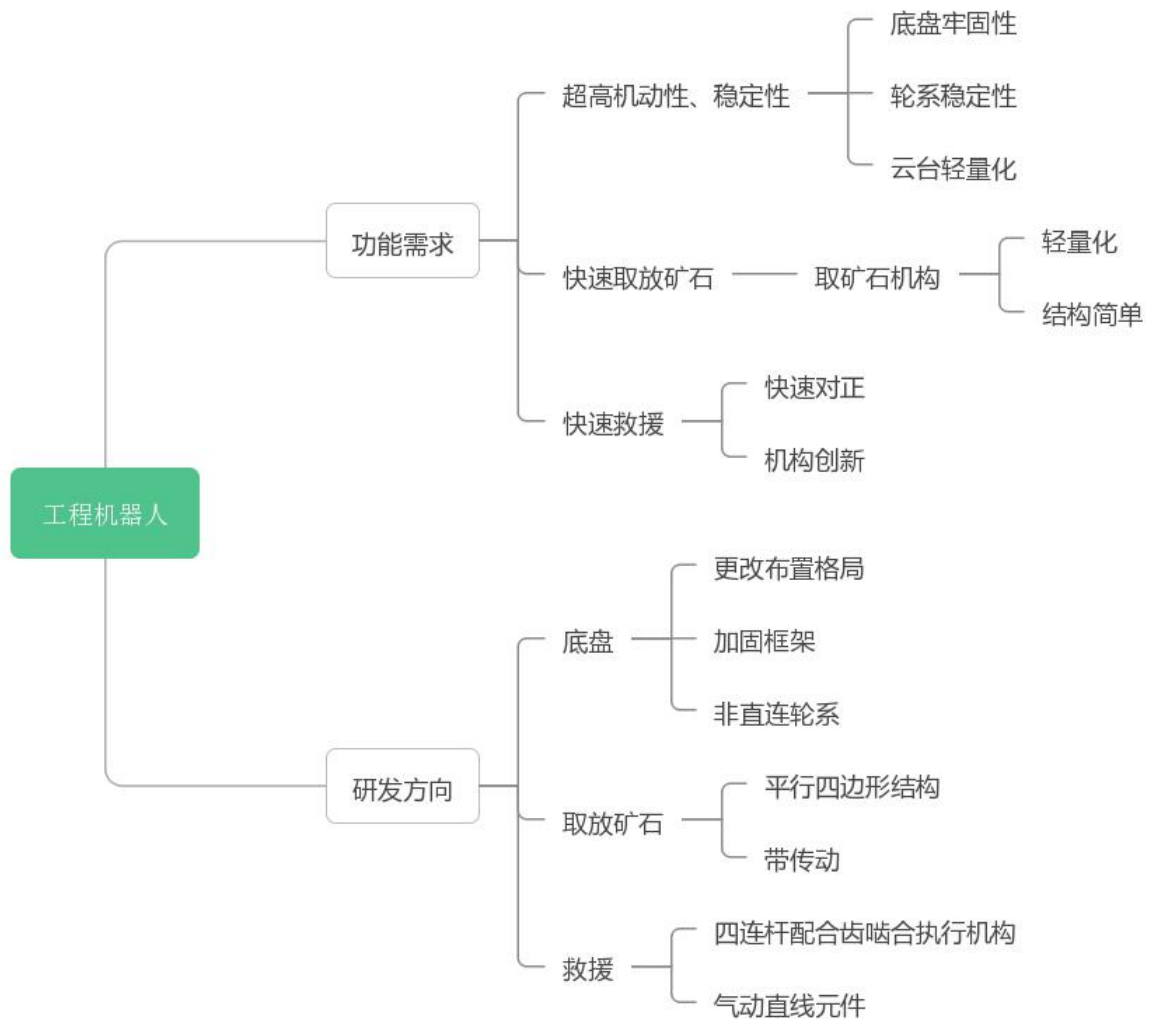 工程机器人
功能需求
超高机动性、稳定性
底盘牢固性
轮系稳定性
云台轻量化
快速取放矿石
取矿石机构
轻量化
结构简单
快速救援
快速对正
机构创新
研发方向
底盘
更改布置格局
加固框架
非直连轮系
取放矿石
平行四边形结构
带传动
救援
四连杆配合齿啮合执行机构
气动直线元件